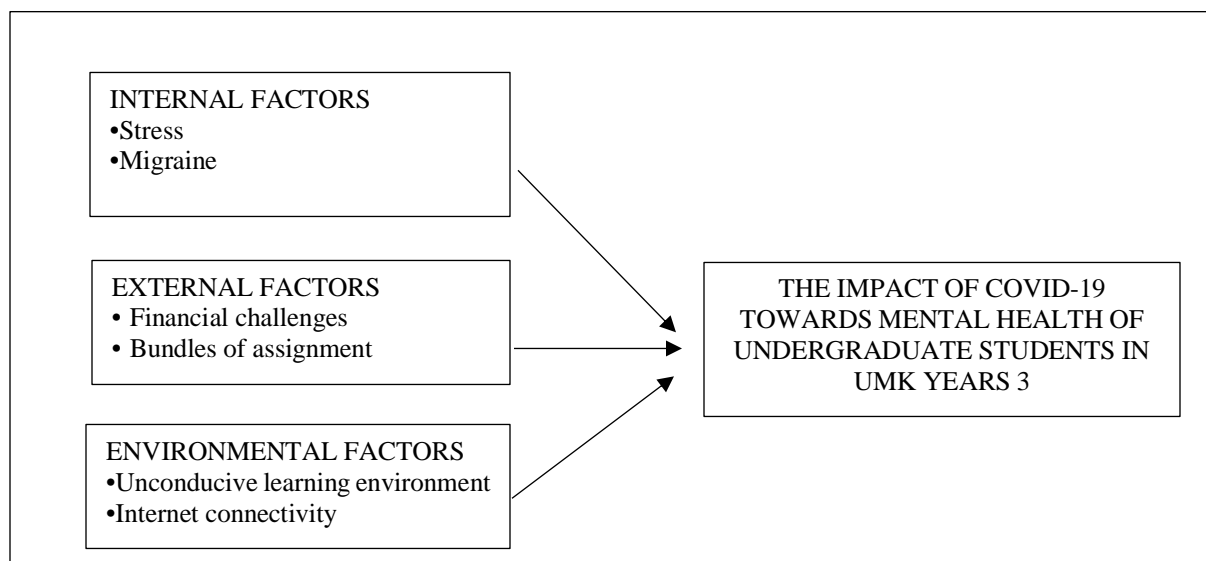 INTERNAL FACTORS
•Stress
•Migraine
EXTERNAL FACTORS
• Financial challenges
• Bundles of assignment
ENVIRONMENTAL FACTORS
•Unconducive learning environment
•Internet connectivity
THE IMPACT OF COVID-19
TOWARDS MENTAL HEALTH OF
UNDERGRADUATE STUDENTS IN
UMK YEARS 3